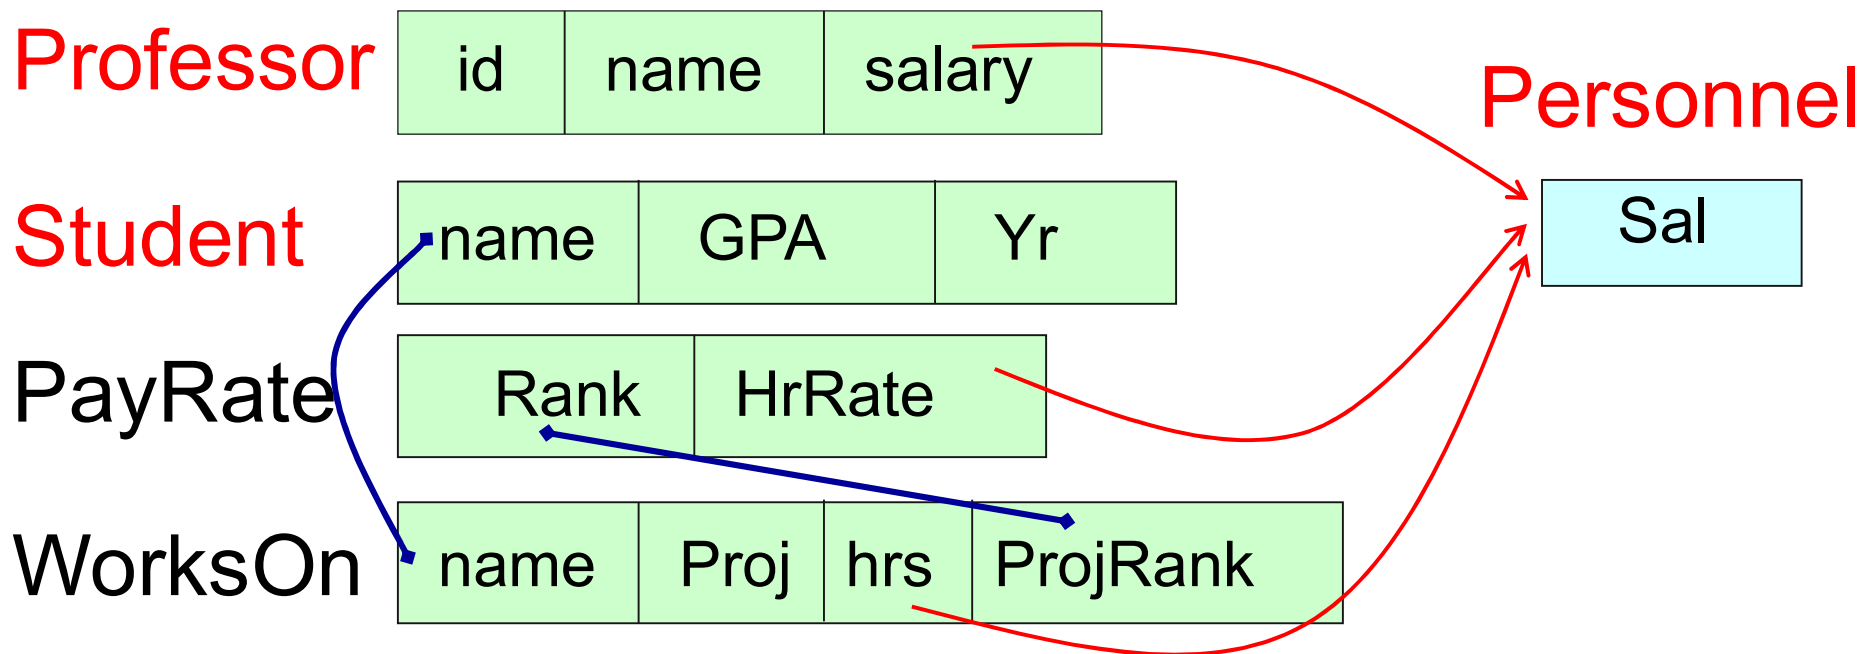 Professor id name salary
Personnel
Student name GPA Yr
Sal
PayRate Rank HrRate
WorksOn name Proj hrs ProjRank